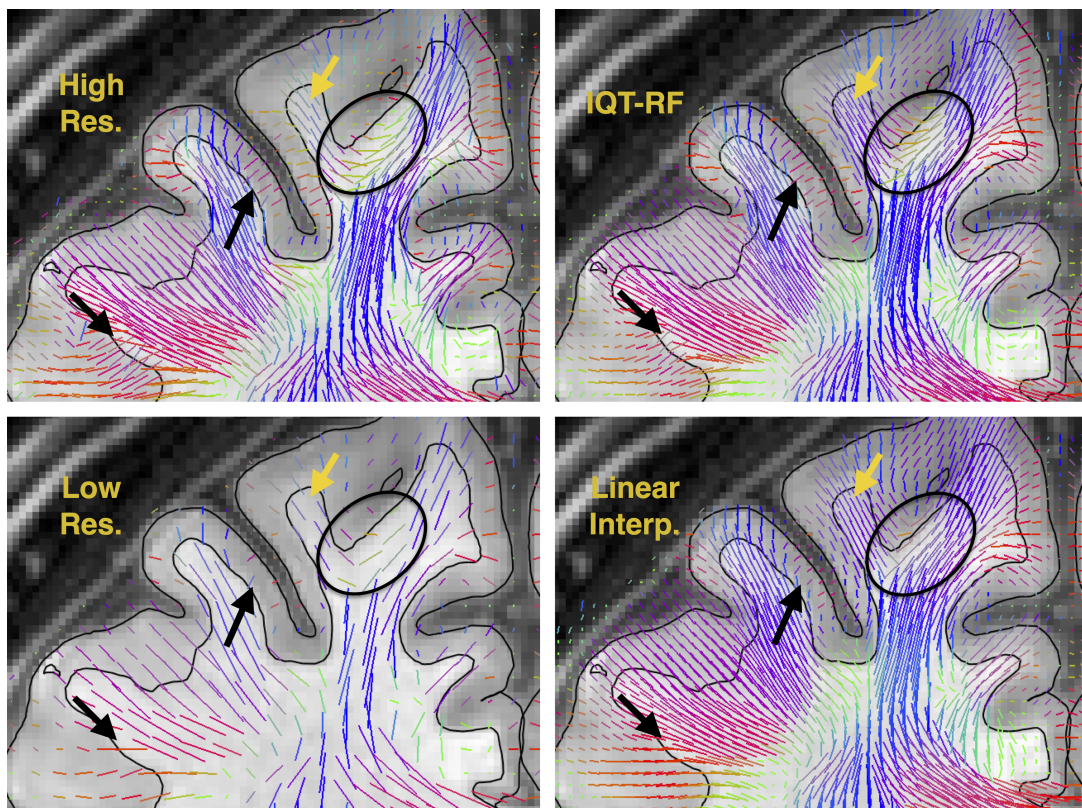 High
Res.
IQT-RF
Low
Res.
Linear
Interp.